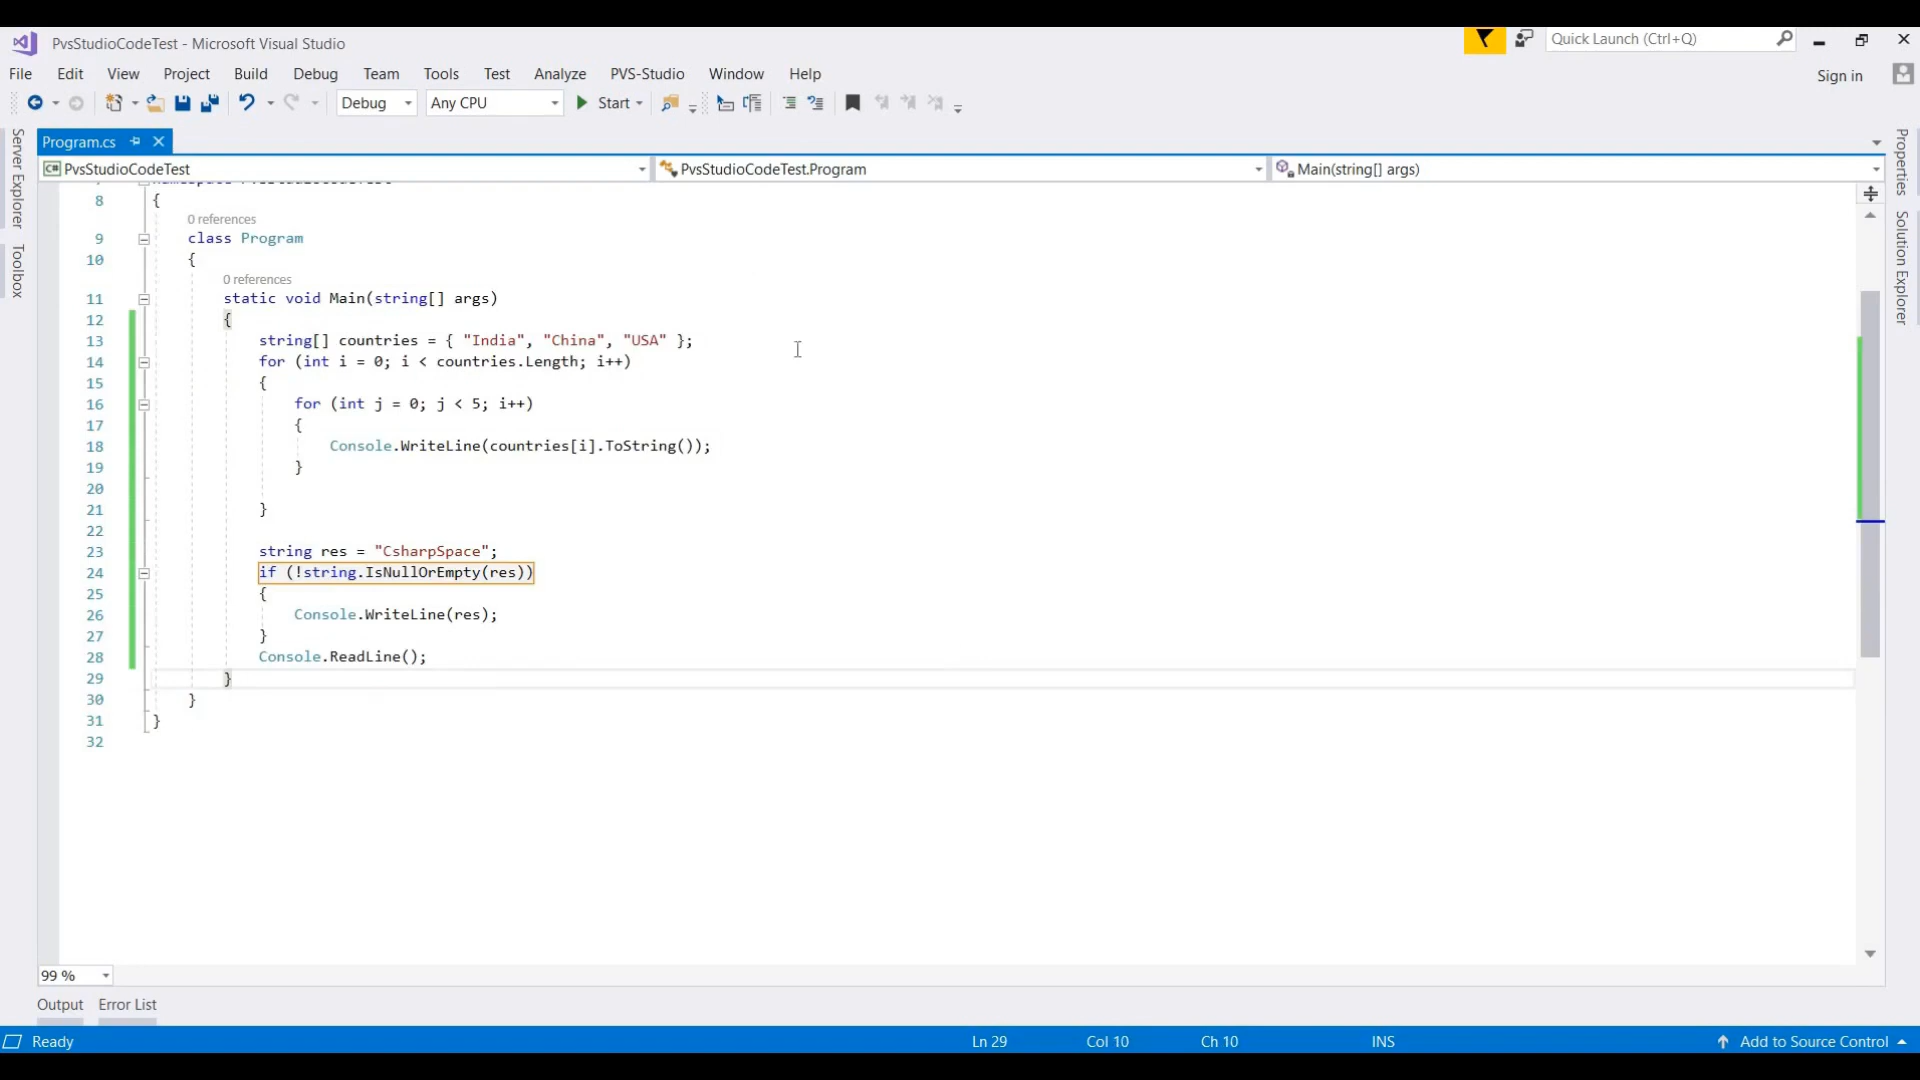 PvsStudioCodeTest - Microsoft Visual Studio
Quick Launch (Ctrl+Q)
File Edit View Project Build Debug Team Tools Test Analyze PVS-Studio Window Help
Sign in
Debug Any CPU Start
Server Explorer
Toolbox
Properties
Solution Explorer
Program.cs
C# PvsStudioCodeTest PvsStudioCodeTest.Program Main(string[] args)
8 {
0 references
9 class Program
10 {
0 references
11 static void Main(string[] args)
12 {
13 string[] countries = { "India", "China", "USA" };
14 for (int i = 0; i < countries.Length; i++)
15 {
16 for (int j = 0; j < 5; i++)
17 {
18 Console.WriteLine(countries[i].ToString());
19 }
20
21 }
22
23 string res = "CsharpSpace";
24 if (!string.IsNullOrEmpty(res))
25 {
26 Console.WriteLine(res);
27 }
28 Console.ReadLine();
29 }
30 }
31 }
32
99 %
Output Error List
Ready Ln 29 Col 10 Ch 10 INS Add to Source Control